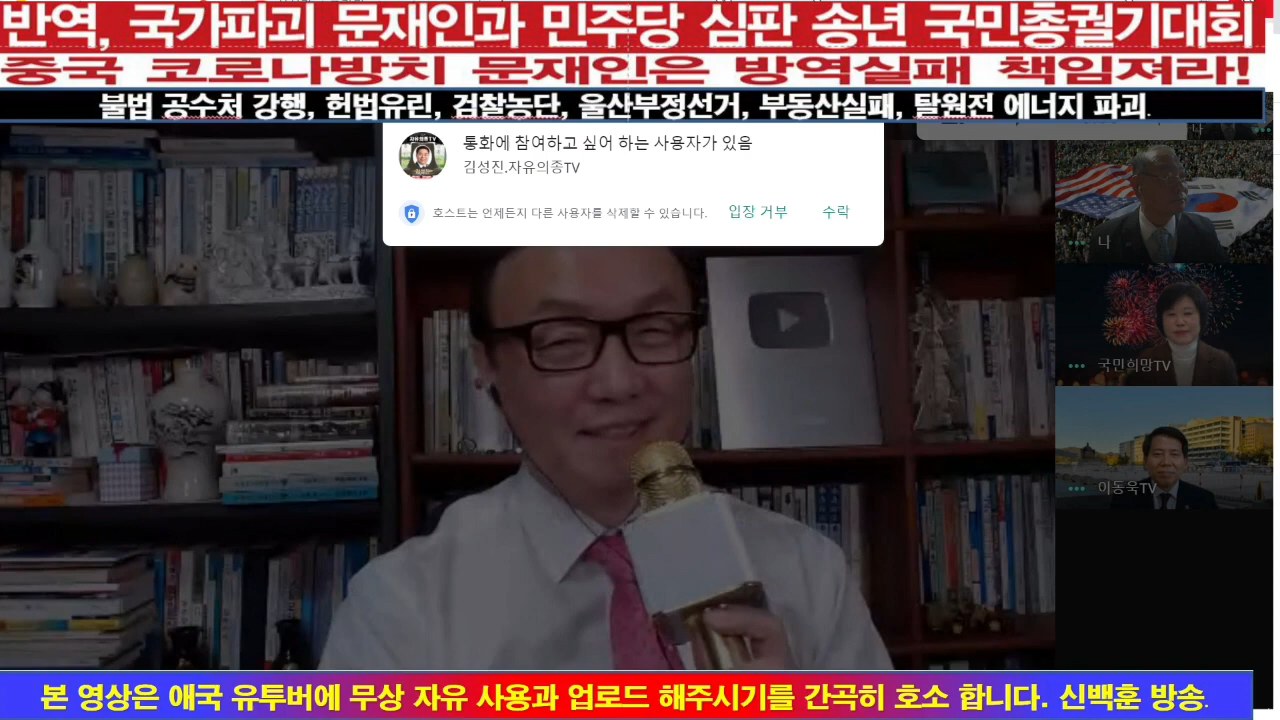 반역, 국가파괴 문재인과 민주당 심판 송년 국민총궐기대회
중국 코로나방치 문재인은 방역실패 책임져라!
불법 공수처 강행, 헌법유린, 검찰농단, 울산부정선거, 부동산실패, 탈원전 에너지 파괴.
통화에 참여하고 싶어 하는 사용자가 있음
김성진.자유의종TV
호스트는 언제든지 다른 사용자를 삭제할 수 있습니다.
입장 거부
수락
나
나
국민희망TV
이동욱TV
본 영상은 애국 유투버에 무상 자유 사용과 업로드 해주시기를 간곡히 호소 합니다. 신백훈 방송.